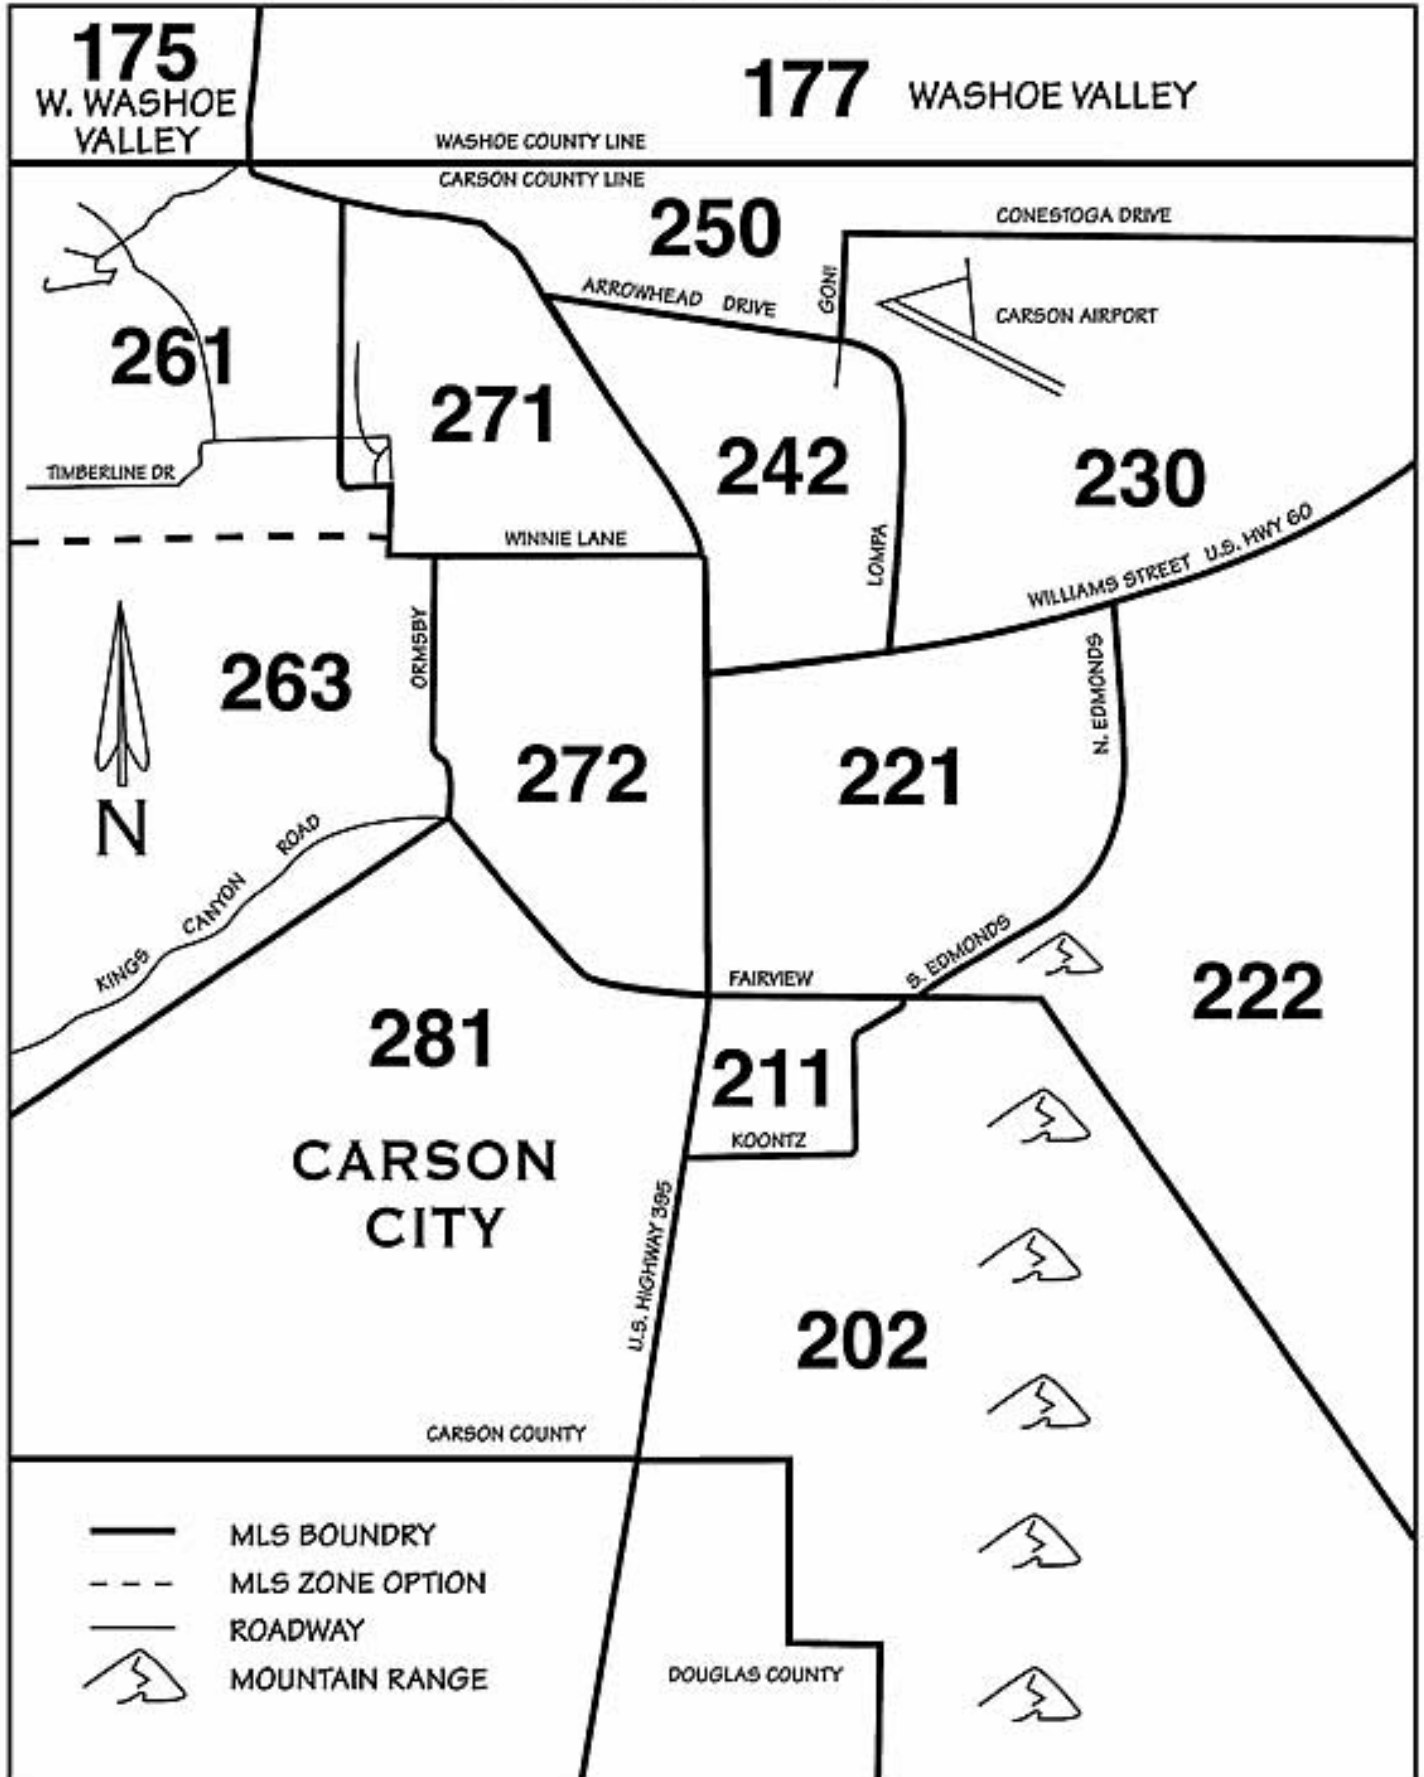 175
W. WASHOE
VALLEY
177 WASHOE VALLEY
WASHOE COUNTY LINE
CARSON COUNTY LINE
250
CONESTOGA DRIVE
ARROWHEAD DRIVE
GONI
CARSON AIRPORT
261
271
242
230
TIMBERLINE DR
WINNIE LANE
LOMPA
WILLIAMS STREET U.S. HWY 60
ORMSBY
263
N. EDMONDS
272
221
N
KINGS CANYON ROAD
FAIRVIEW
S. EDMONDS
222
281
211
KOONTZ
CARSON
CITY
U.S. HIGHWAY 395
202
CARSON COUNTY
MLS BOUNDRY
MLS ZONE OPTION
ROADWAY
MOUNTAIN RANGE
DOUGLAS COUNTY